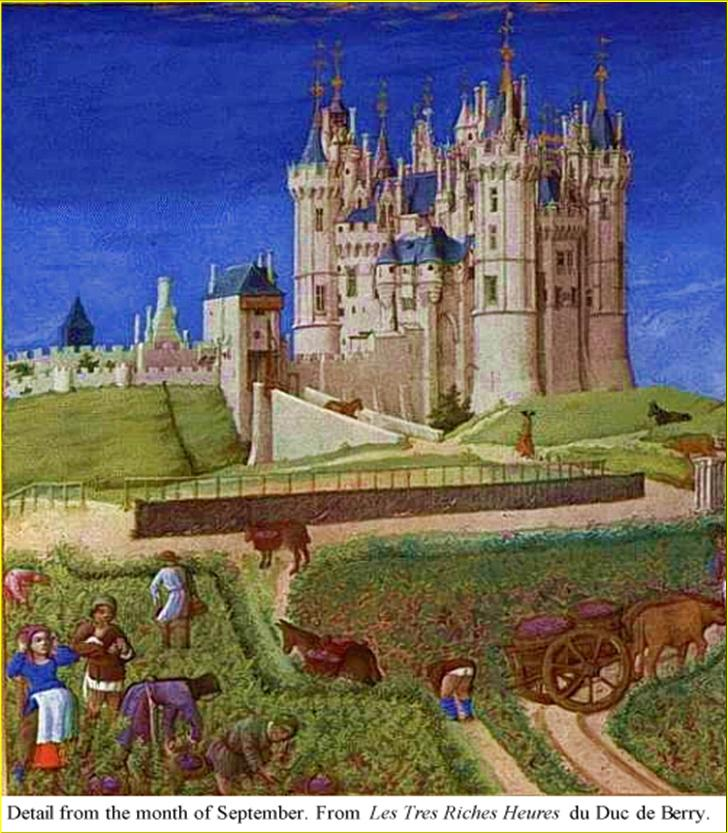 Detail from the month of September. From Les Tres Riches Heures du Duc de Berry.